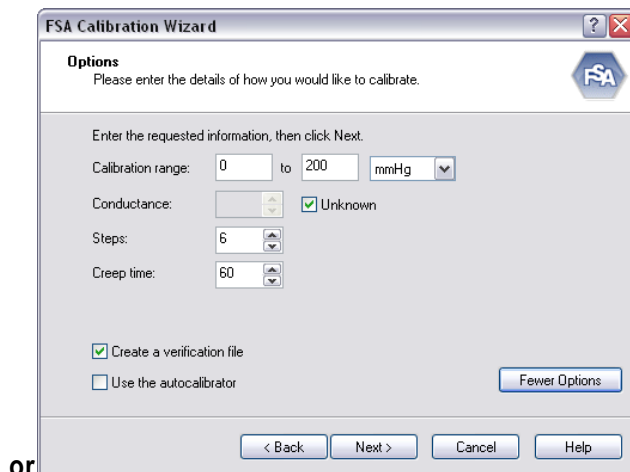 FSA Calibration Wizard
Options
Please enter the details of how you would like to calibrate.
FSA
Enter the requested information, then click Next.
Calibration range: 0 to 200 mmHg
Conductance: Unknown
Steps: 6
Creep time: 60
Create a verification file
Use the autocalibrator
Fewer Options
< Back Next > Cancel Help
or